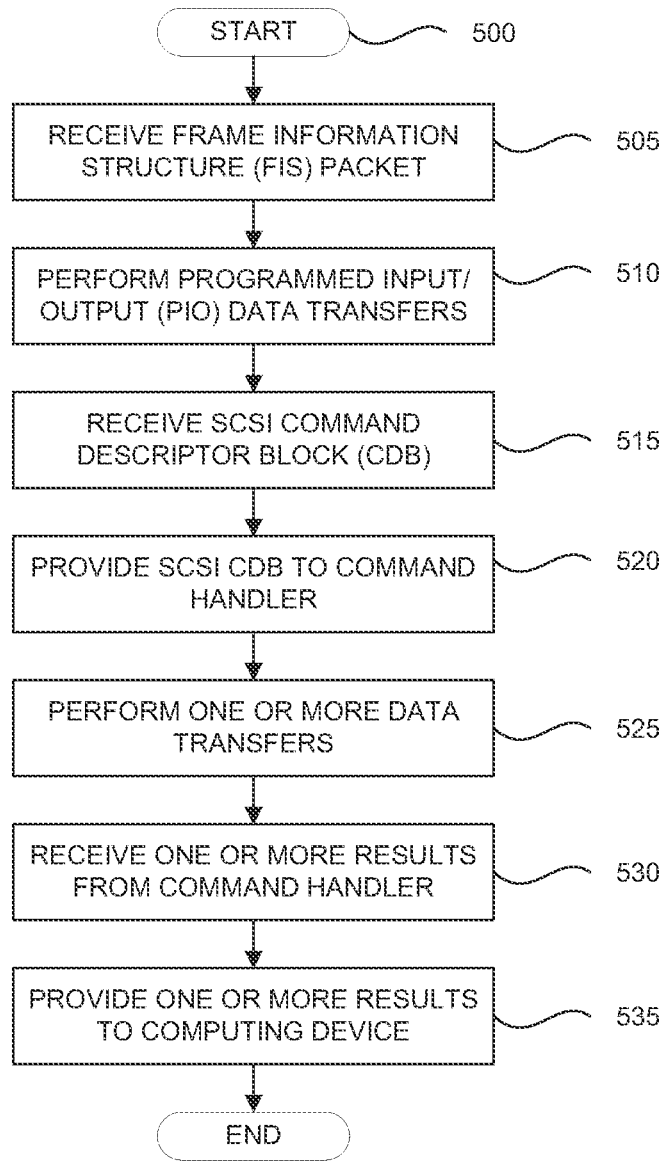 START
500
RECEIVE FRAME INFORMATION
STRUCTURE (FIS) PACKET
505
PERFORM PROGRAMMED INPUT/
OUTPUT (PIO) DATA TRANSFERS
510
RECEIVE SCSI COMMAND
DESCRIPTOR BLOCK (CDB)
515
PROVIDE SCSI CDB TO COMMAND
HANDLER
520
PERFORM ONE OR MORE DATA
TRANSFERS
525
RECEIVE ONE OR MORE RESULTS
FROM COMMAND HANDLER
530
PROVIDE ONE OR MORE RESULTS
TO COMPUTING DEVICE
535
END